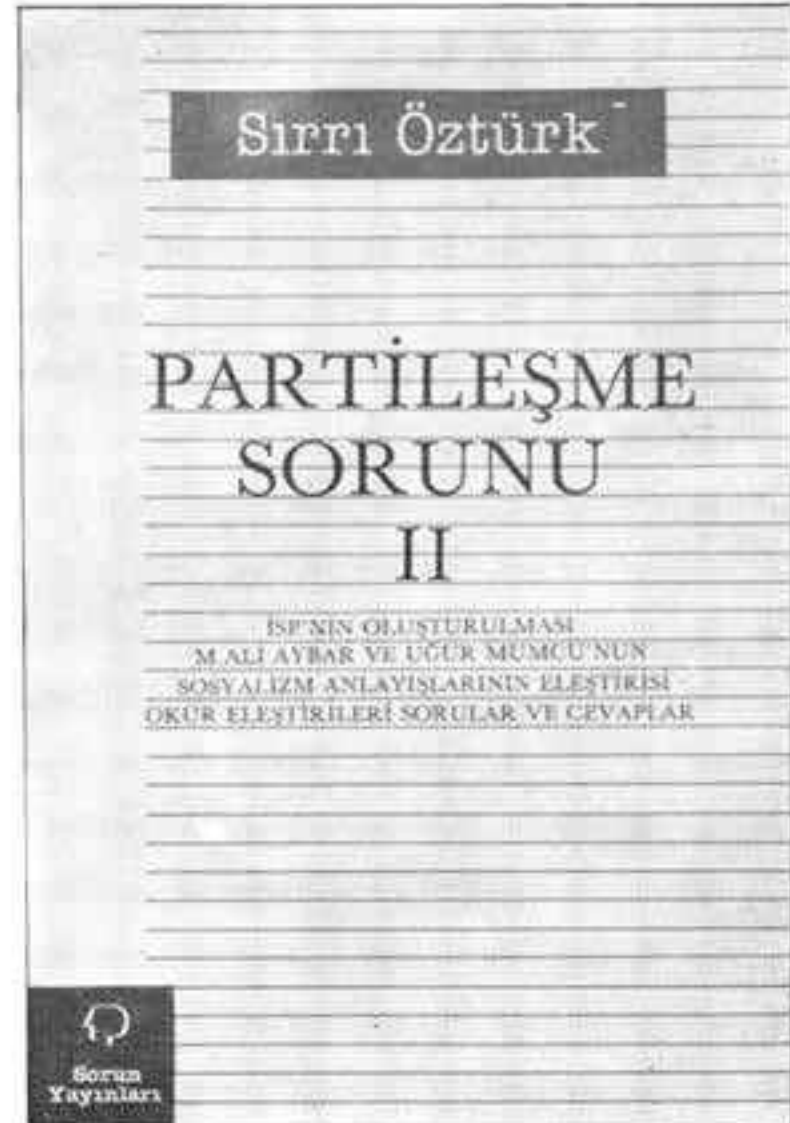 Sırrı Öztürk
PARTİLEŞME
SORUNU
II
İSP'NİN OLUŞTURULMASI
M.ALİ AYBAR VE UĞUR MUMCU'NUN
SOSYALİZM ANLAYIŞLARININ ELEŞTİRİSİ
OKUR ELEŞTİRİLERİ SORULAR VE CEVAPLAR
Sorun
Yayınları